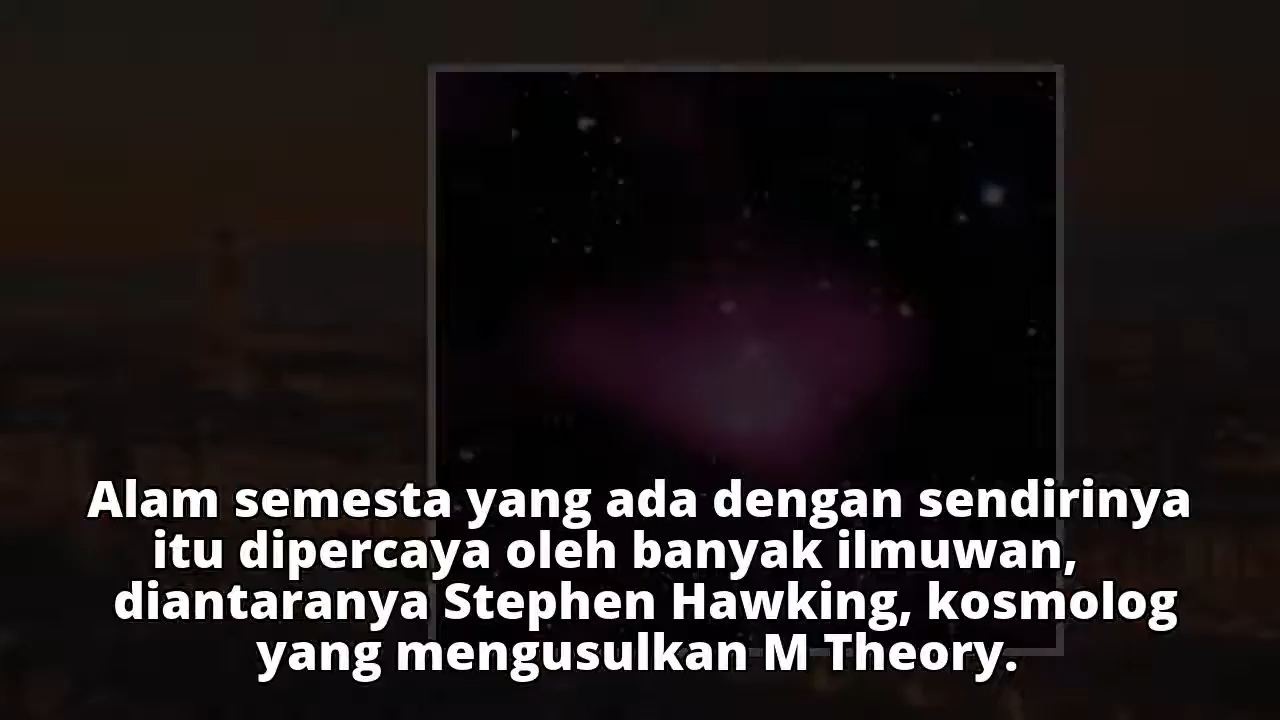 Alam semesta yang ada dengan sendirinya
itu dipercaya oleh banyak ilmuwan,
diantaranya Stephen Hawking, kosmolog
yang mengusulkan M Theory.